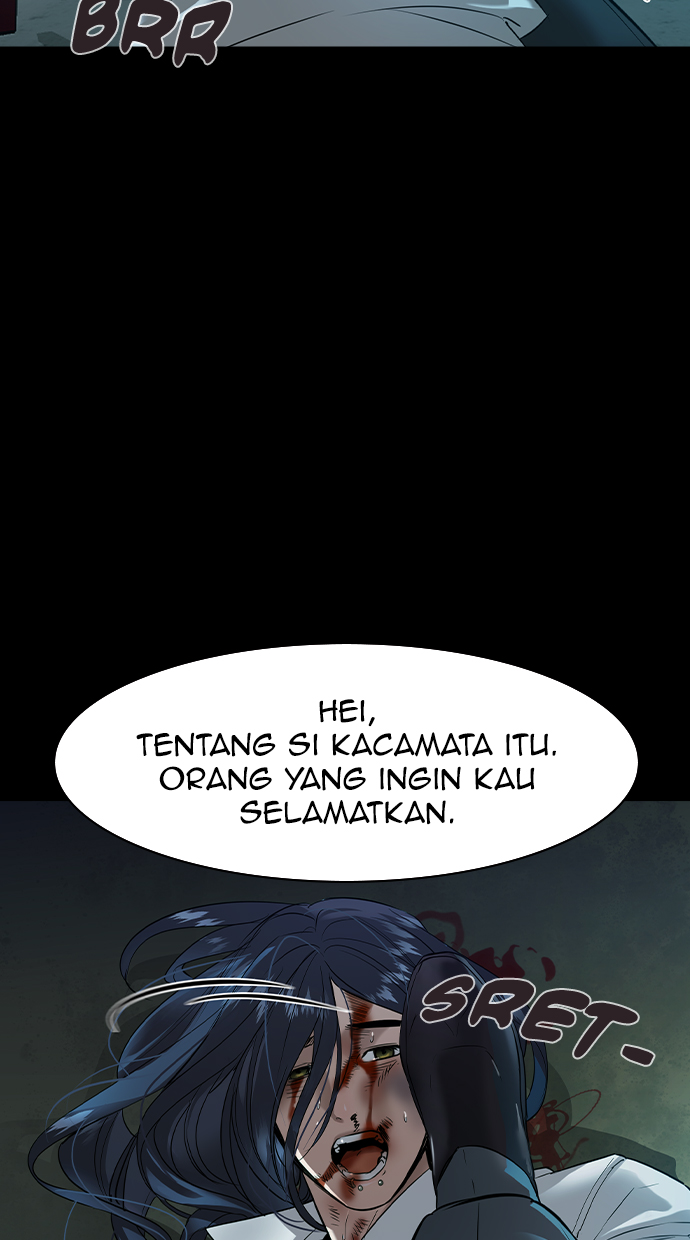 BRR
HEI,
TENTANG SI KACAMATA ITU.
ORANG YANG INGIN KAU
SELAMATKAN.
SRET-